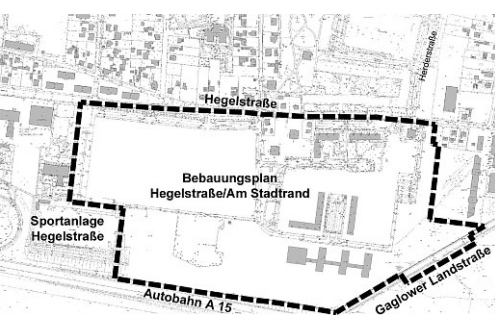 Herderstraße
Hegelstraße
Bebauungsplan
Hegelstraße/Am Stadtrand
Sportanlage
Hegelstraße
Autobahn A 15
Gaglower Landstraße